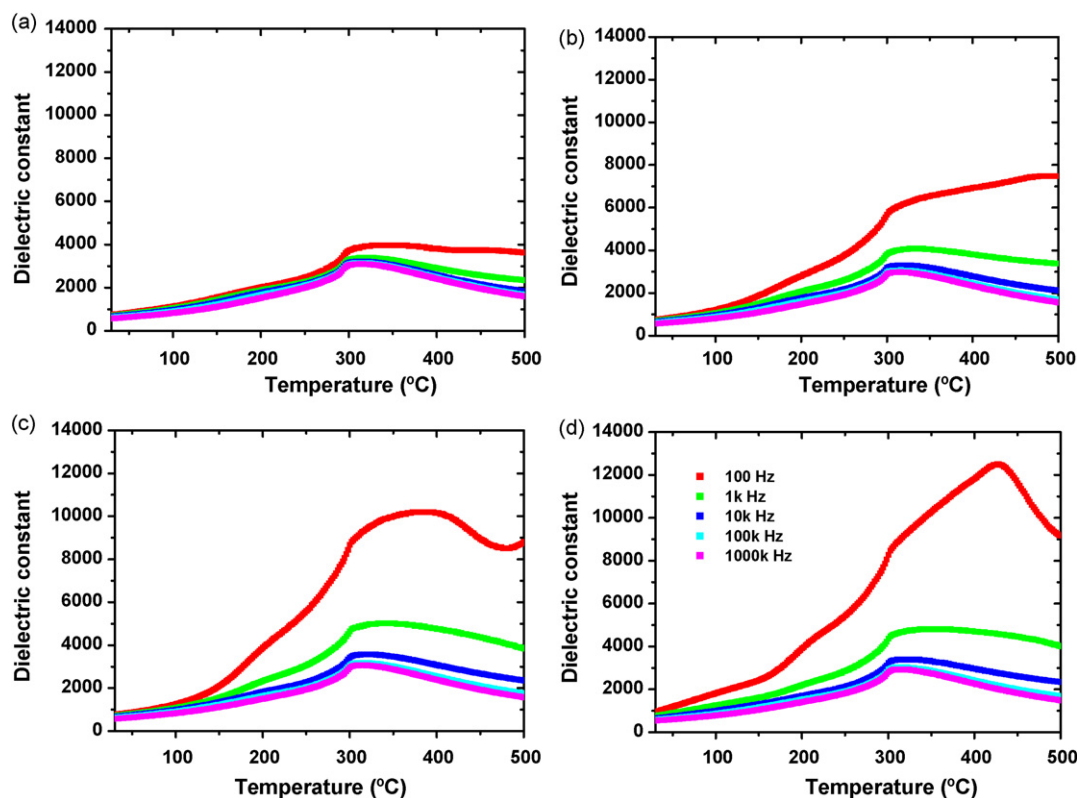 (a)
14000
12000
10000
8000
6000
4000
2000
0
Dielectric constant
100 200 300 400 500
Temperature (ºC)
(b)
14000
12000
10000
8000
6000
4000
2000
0
Dielectric constant
100 200 300 400 500
Temperature (ºC)
(c)
14000
12000
10000
8000
6000
4000
2000
0
Dielectric constant
100 200 300 400 500
Temperature (ºC)
(d)
14000
12000
10000
8000
6000
4000
2000
0
Dielectric constant
100 Hz
1k Hz
10k Hz
100k Hz
1000k Hz
100 200 300 400 500
Temperature (ºC)